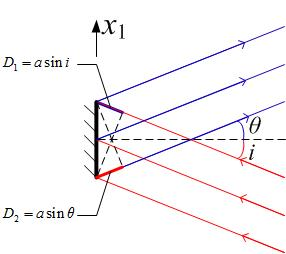 x₁
D₁ = a sin i
θ
i
D₂ = a sin θ